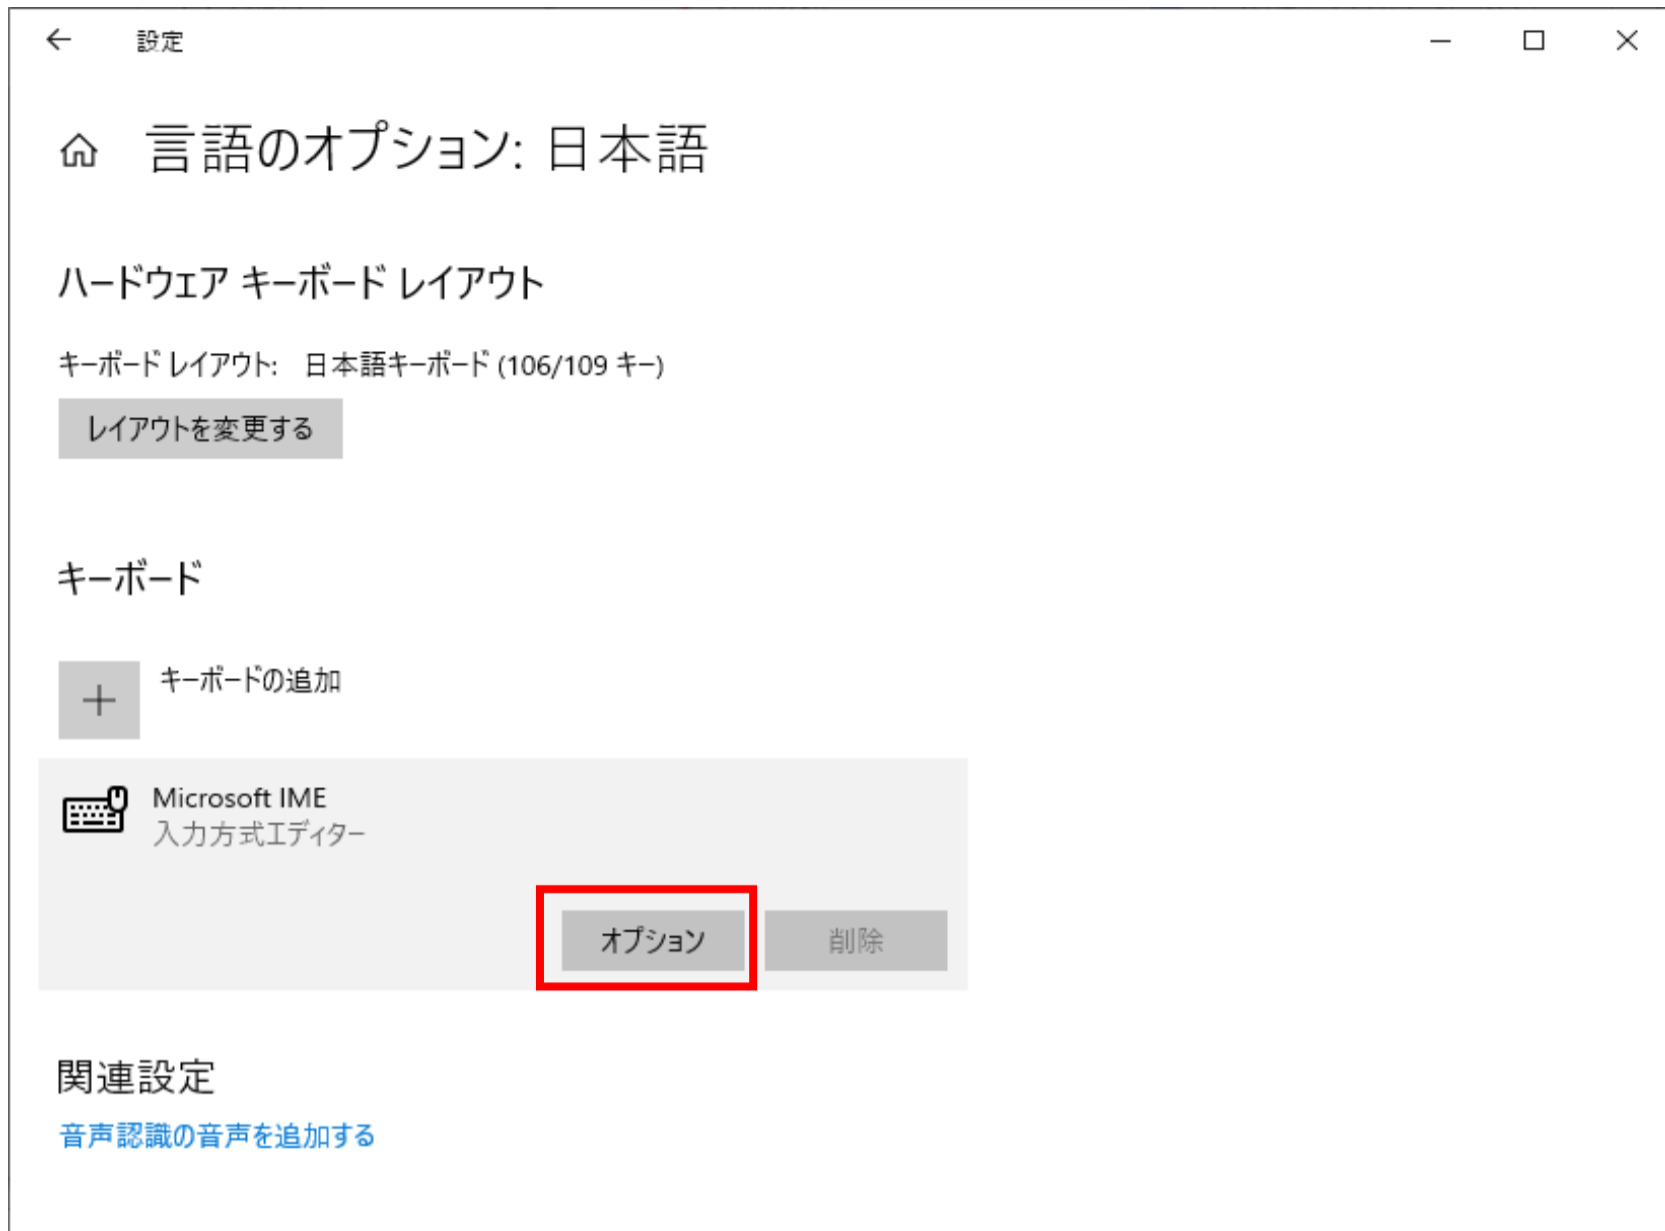 設定
言語のオプション: 日本語
ハードウェア キーボード レイアウト
キーボード レイアウト: 日本語キーボード (106/109 キー)
レイアウトを変更する
キーボード
キーボードの追加
Microsoft IME
入力方式エディター
オプション
削除
関連設定
音声認識の音声を追加する